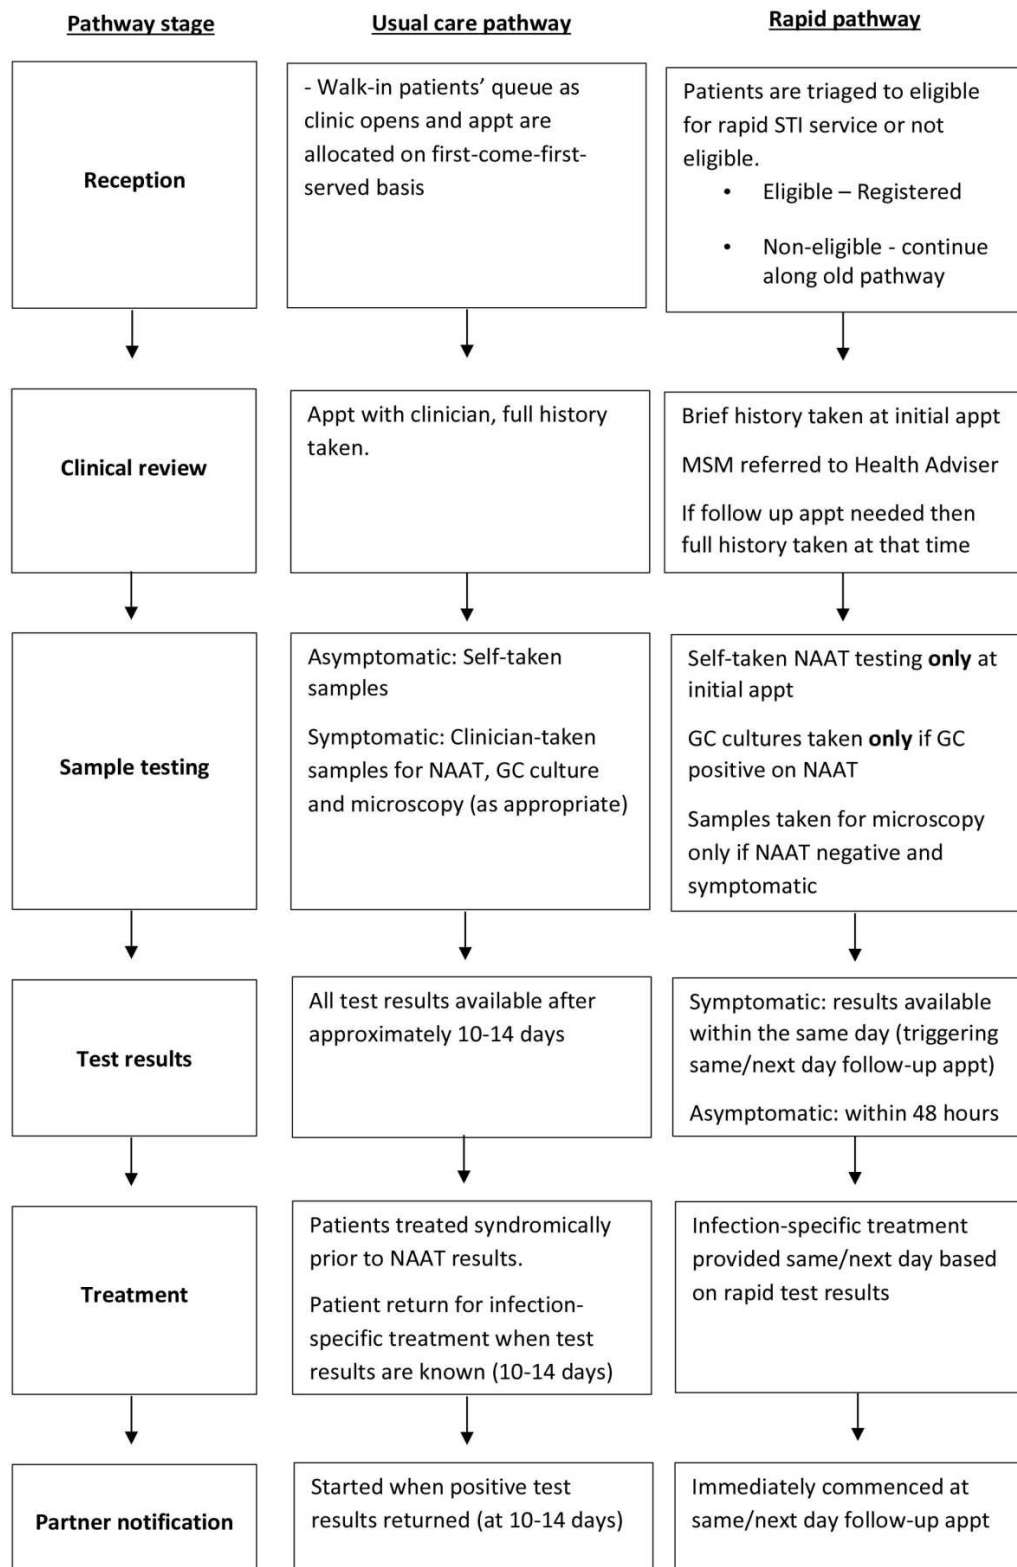 Pathway stage
Usual care pathway
Rapid pathway
Reception
- Walk-in patients’ queue as
clinic opens and appt are
allocated on first-come-first-
served basis
Patients are triaged to eligible
for rapid STI service or not
eligible.
• Eligible – Registered
• Non-eligible - continue
along old pathway
Clinical review
Appt with clinician, full history
taken.
Brief history taken at initial appt
MSM referred to Health Adviser
If follow up appt needed then
full history taken at that time
Sample testing
Asymptomatic: Self-taken
samples
Symptomatic: Clinician-taken
samples for NAAT, GC culture
and microscopy (as appropriate)
Self-taken NAAT testing only at
initial appt
GC cultures taken only if GC
positive on NAAT
Samples taken for microscopy
only if NAAT negative and
symptomatic
Test results
All test results available after
approximately 10-14 days
Symptomatic: results available
within the same day (triggering
same/next day follow-up appt)
Asymptomatic: within 48 hours
Treatment
Patients treated syndromically
prior to NAAT results.
Patient return for infection-
specific treatment when test
results are known (10-14 days)
Infection-specific treatment
provided same/next day based
on rapid test results
Partner notification
Started when positive test
results returned (at 10-14 days)
Immediately commenced at
same/next day follow-up appt